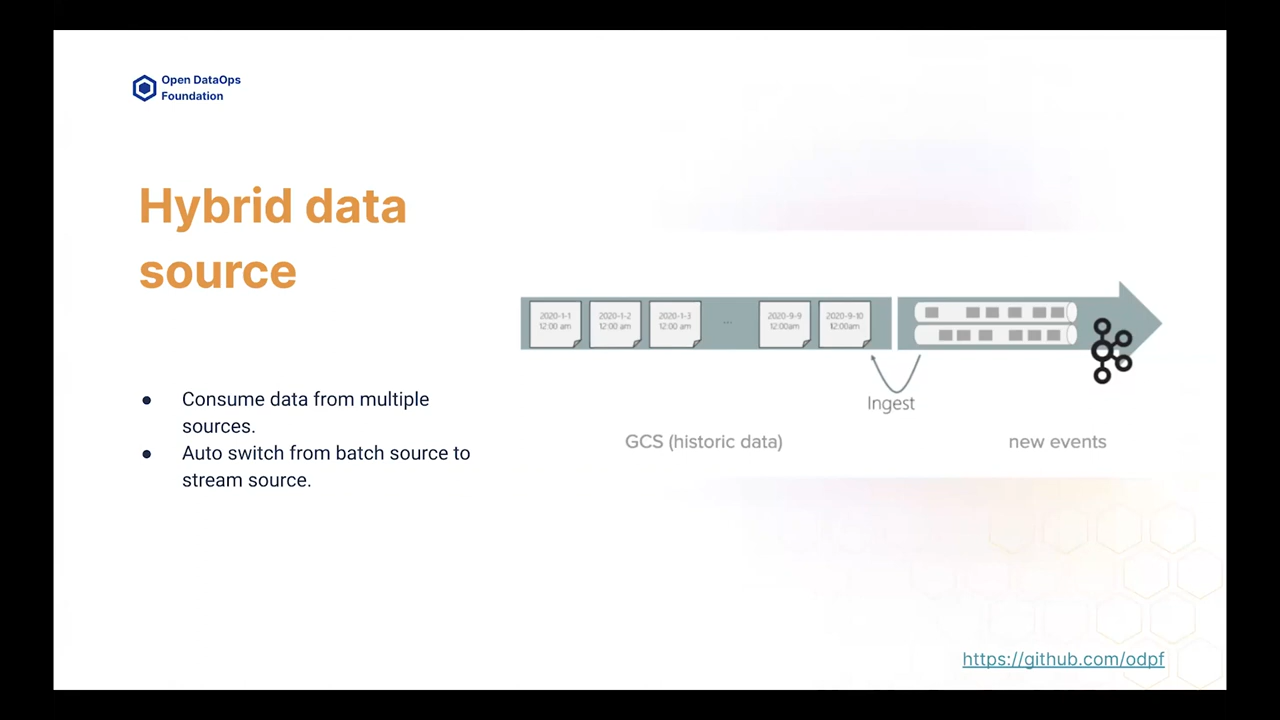 Open DataOps
Foundation
Hybrid data
source
● Consume data from multiple
sources.
● Auto switch from batch source to
stream source.
2020-1-1
12:00 am
2020-1-2
12:00 am
2020-1-3
12:00 am
...
2020-9-9
12:00am
2020-9-10
12:00am
Ingest
GCS (historic data)
new events
https://github.com/odpf